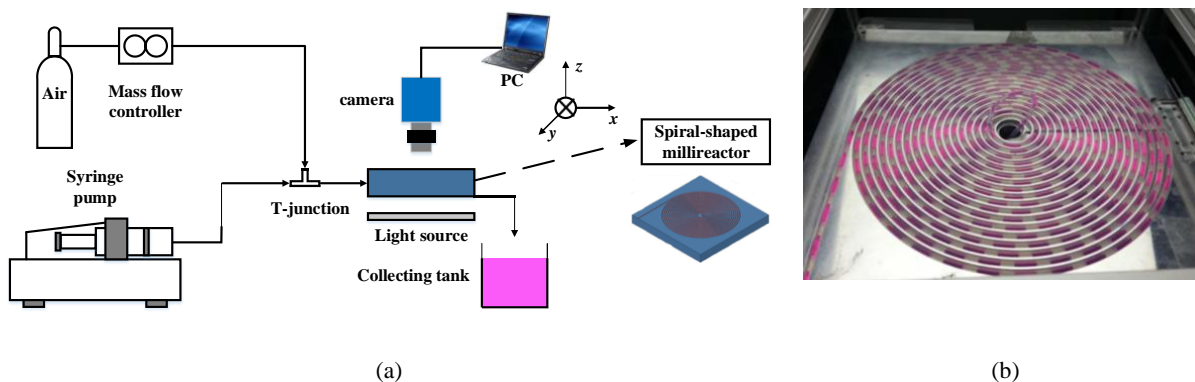 Air
Mass flow
controller
camera
PC
z
x
y
Spiral-shaped
millireactor
Syringe
pump
T-junction
Light source
Collecting tank
(a)
(b)